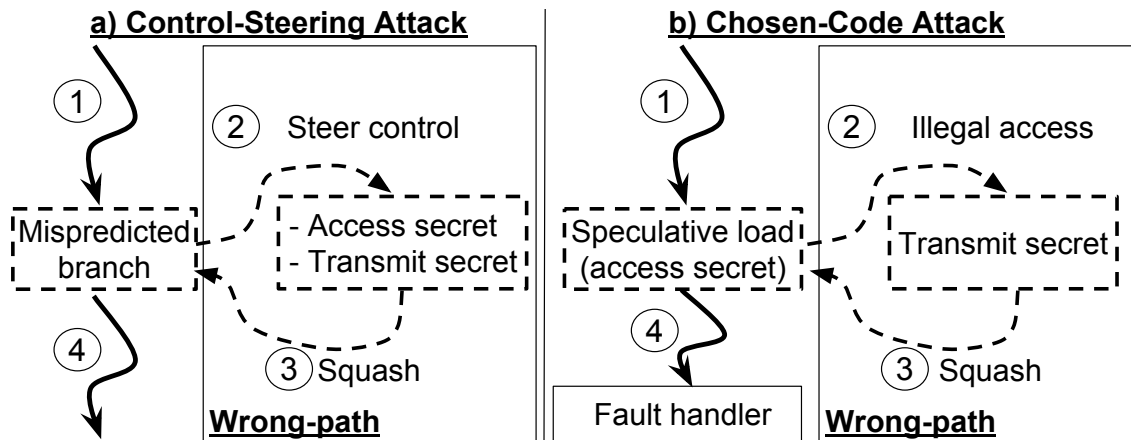 a) Control-Steering Attack
1
2
Steer control
Mispredicted
branch
- Access secret
- Transmit secret
4
3
Squash
Wrong-path
b) Chosen-Code Attack
1
2
Illegal access
Speculative load
(access secret)
Transmit secret
4
3
Squash
Fault handler
Wrong-path